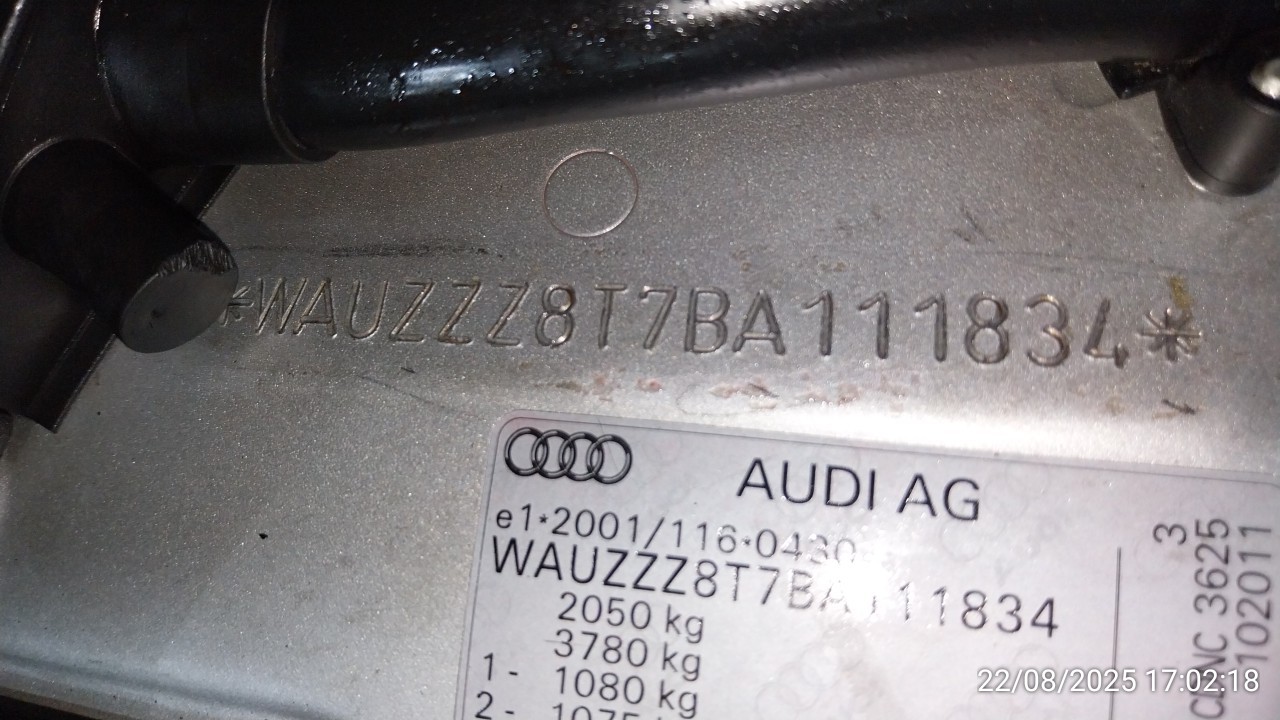 *WAUZZZ8T7BA111834*
AUDI AG
e1*2001/116*0430
WAUZZZ8T7BA111834
2050 kg
3780 kg
1 - 1080 kg
2 -
3
3625
102011
22/08/2025 17:02:18